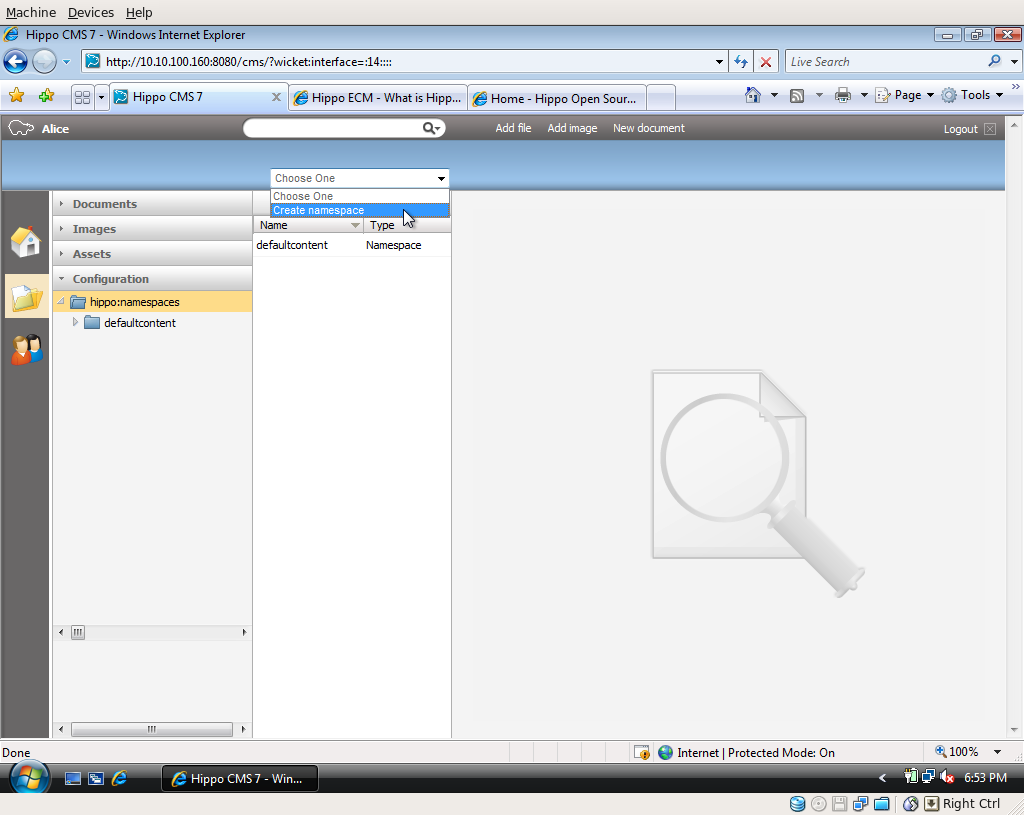 Machine Devices Help
Hippo CMS 7 - Windows Internet Explorer
http://10.10.100.160:8080/cms/?wicket:interface=:14::::
Live Search
Hippo CMS 7
Hippo ECM - What is Hipp...
Home - Hippo Open Sour...
Page
Tools
Alice
Add file
Add image
New document
Logout
Choose One
Choose One
Create namespace
Documents
Images
Assets
Configuration
hippo:namespaces
defaultcontent
Name Type
defaultcontent Namespace
Done
Internet | Protected Mode: On
100%
Hippo CMS 7 - Win...
6:53 PM
Right Ctrl